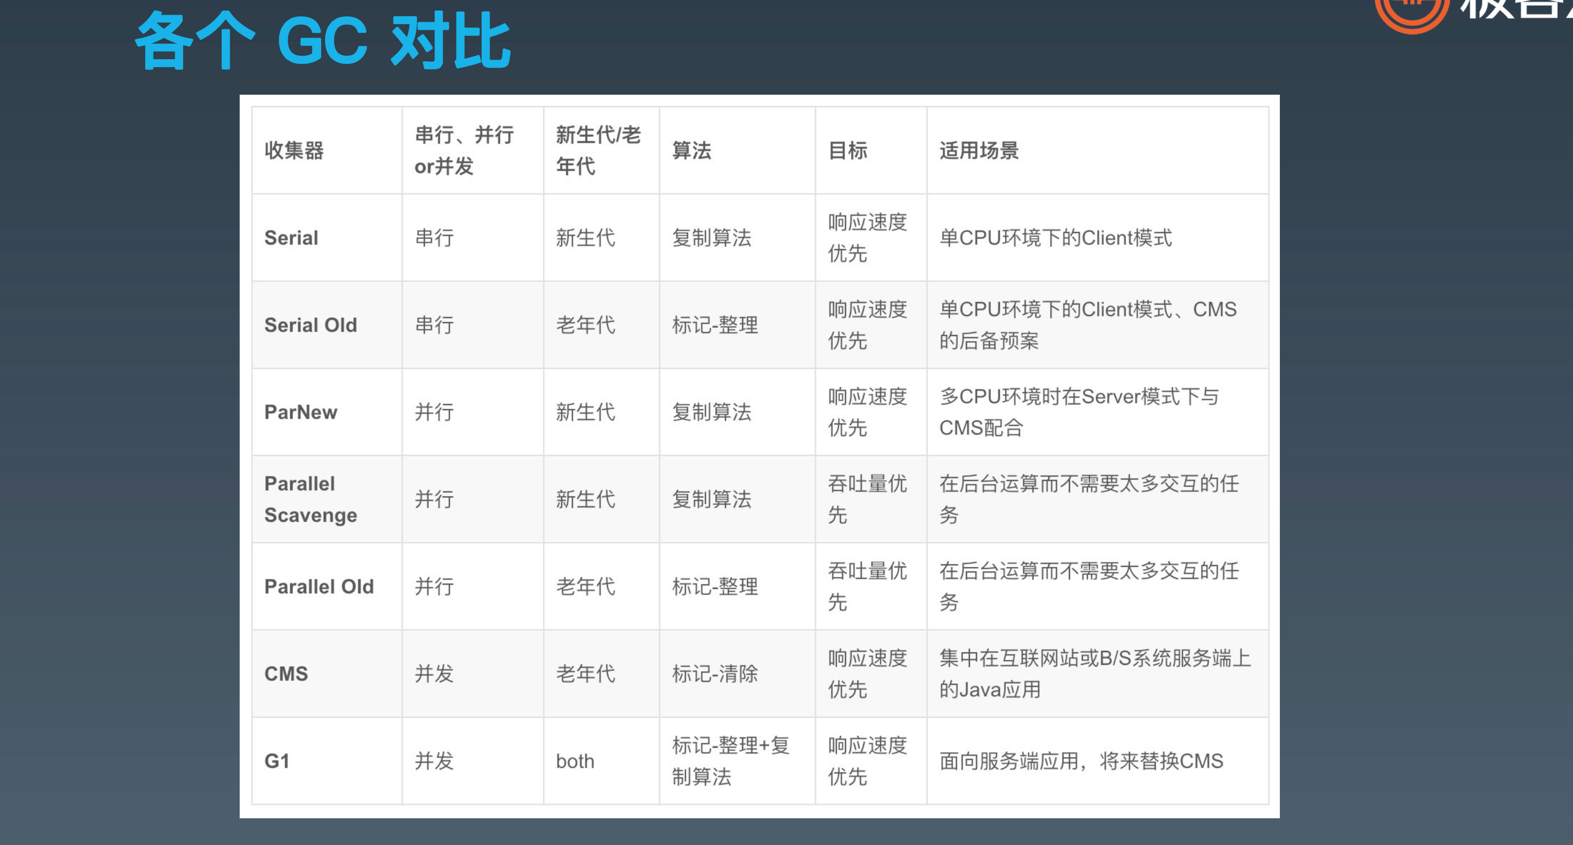 各个 GC 对比
极客
收集器
串行、并行
or并发
新生代/老
年代
算法
目标
适用场景
Serial
串行
新生代
复制算法
响应速度
优先
单CPU环境下的Client模式
Serial Old
串行
老年代
标记-整理
响应速度
优先
单CPU环境下的Client模式、CMS
的后备预案
ParNew
并行
新生代
复制算法
响应速度
优先
多CPU环境时在Server模式下与
CMS配合
Parallel
Scavenge
并行
新生代
复制算法
吞吐量优
先
在后台运算而不需要太多交互的任
务
Parallel Old
并行
老年代
标记-整理
吞吐量优
先
在后台运算而不需要太多交互的任
务
CMS
并发
老年代
标记-清除
响应速度
优先
集中在互联网站或B/S系统服务端上
的Java应用
G1
并发
both
标记-整理+复
制算法
响应速度
优先
面向服务端应用，将来替换CMS